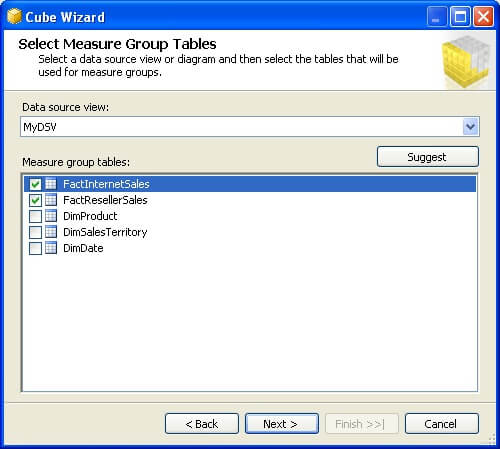 Cube Wizard
Select Measure Group Tables
Select a data source view or diagram and then select the tables that will be
used for measure groups.
Data source view:
MyDSV
Suggest
Measure group tables:
FactInternetSales
FactResellerSales
DimProduct
DimSalesTerritory
DimDate
< Back
Next >
Finish >>|
Cancel